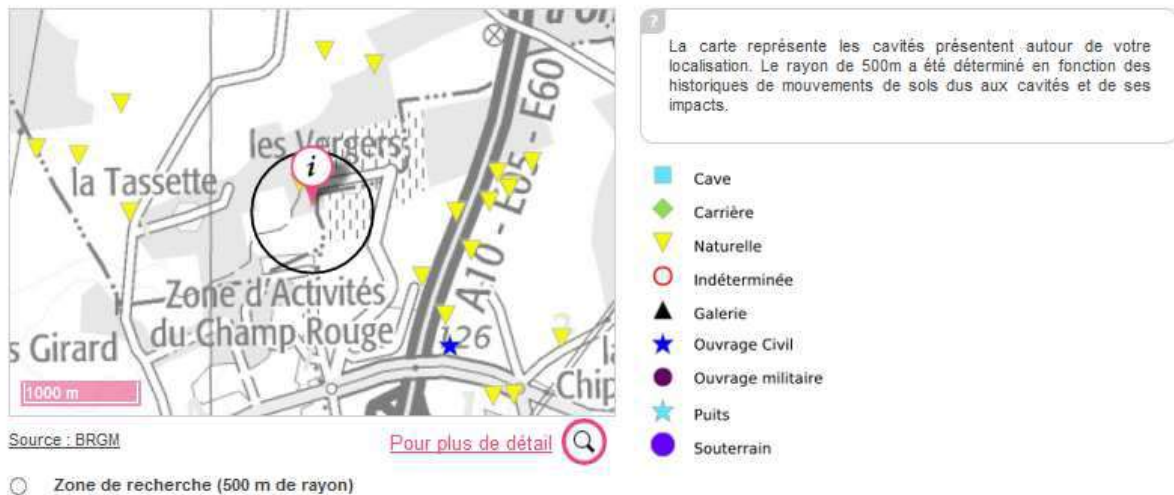 d'Or
les Vergers
la Tassette
A 10 - E05 - E60
Zone d'Activités
du Champ Rouge
s Girard
126
la
Chip
1000 m
Source : BRGM
Pour plus de détail
Zone de recherche (500 m de rayon)
?
La carte représente les cavités présentent autour de votre
localisation. Le rayon de 500m a été déterminé en fonction des
historiques de mouvements de sols dus aux cavités et de ses
impacts.
Cave
Carrière
Naturelle
Indéterminée
Galerie
Ouvrage Civil
Ouvrage militaire
Puits
Souterrain